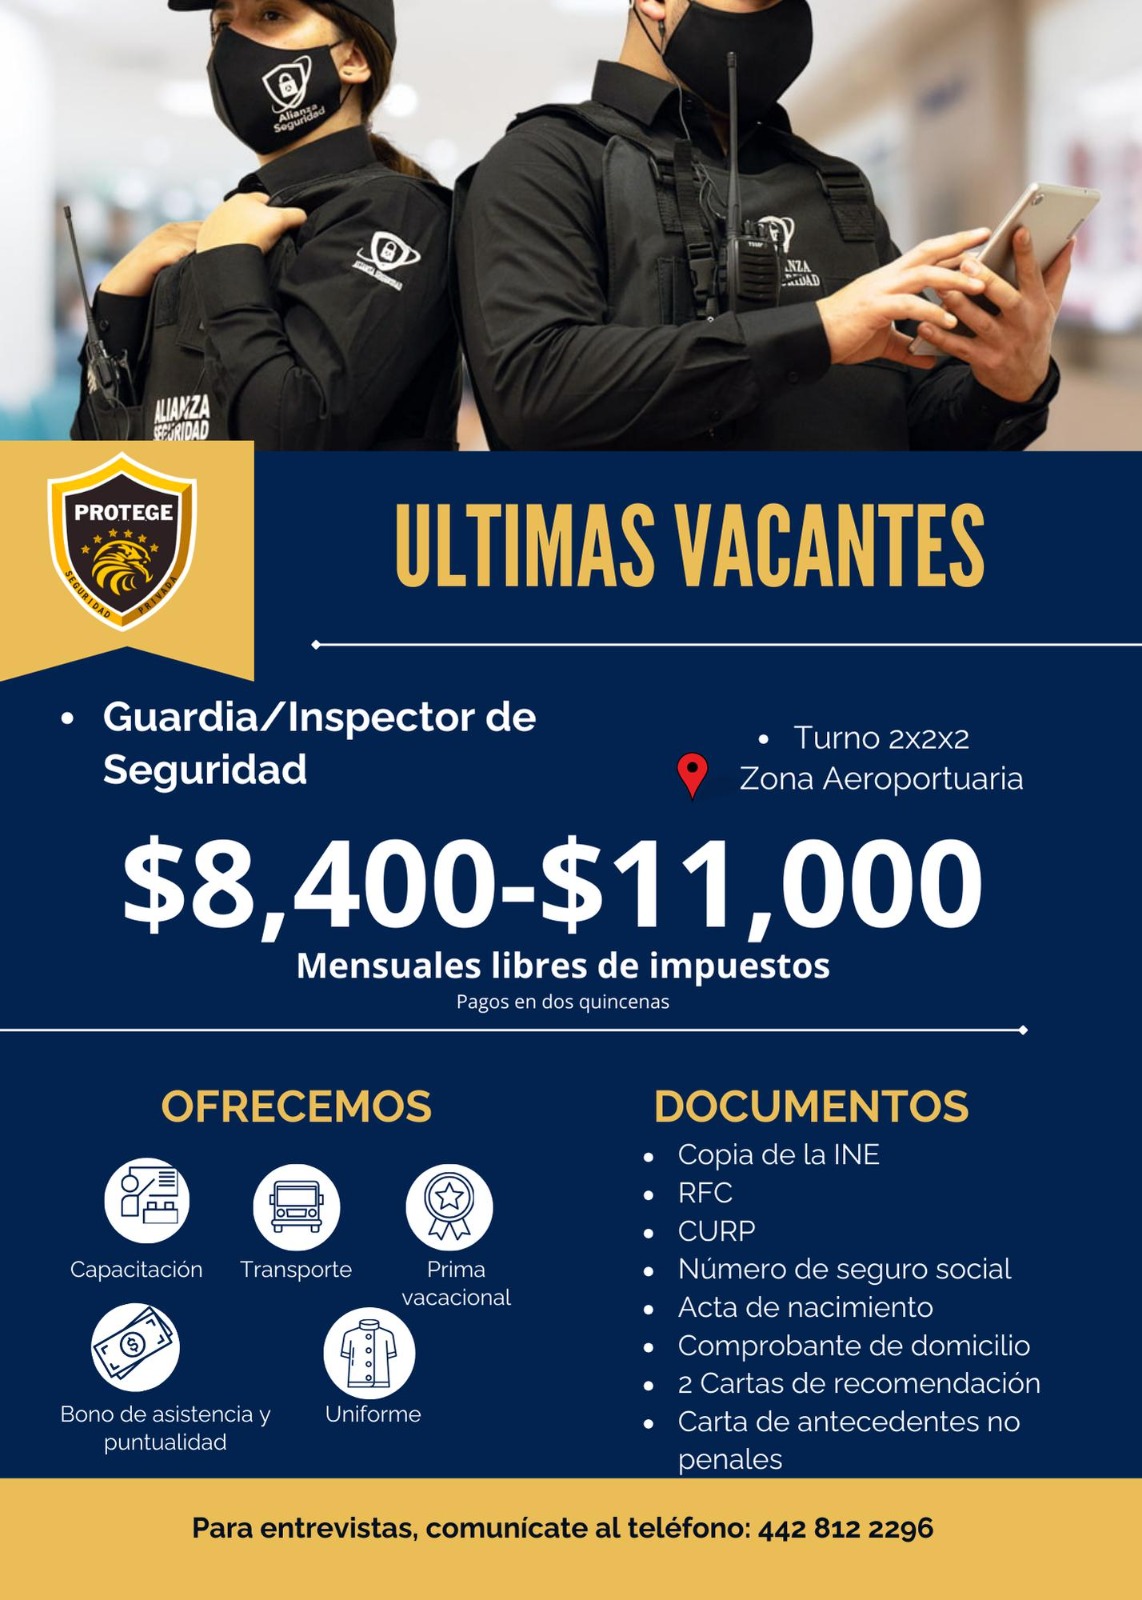 Alianza
Seguridad
ALIANZA SEGURIDAD
ALIANZA
SEGURIDAD
PROTEGE
SEGURIDAD PRIVADA
ULTIMAS VACANTES
• Guardia/Inspector de
Seguridad
• Turno 2x2x2
Zona Aeroportuaria
$8,400-$11,000
Mensuales libres de impuestos
Pagos en dos quincenas
OFRECEMOS
Capacitación
Transporte
Prima
vacacional
Bono de asistencia y
puntualidad
Uniforme
DOCUMENTOS
• Copia de la INE
• RFC
• CURP
• Número de seguro social
• Acta de nacimiento
• Comprobante de domicilio
• 2 Cartas de recomendación
• Carta de antecedentes no
penales
Para entrevistas, comunícate al teléfono: 442 812 2296